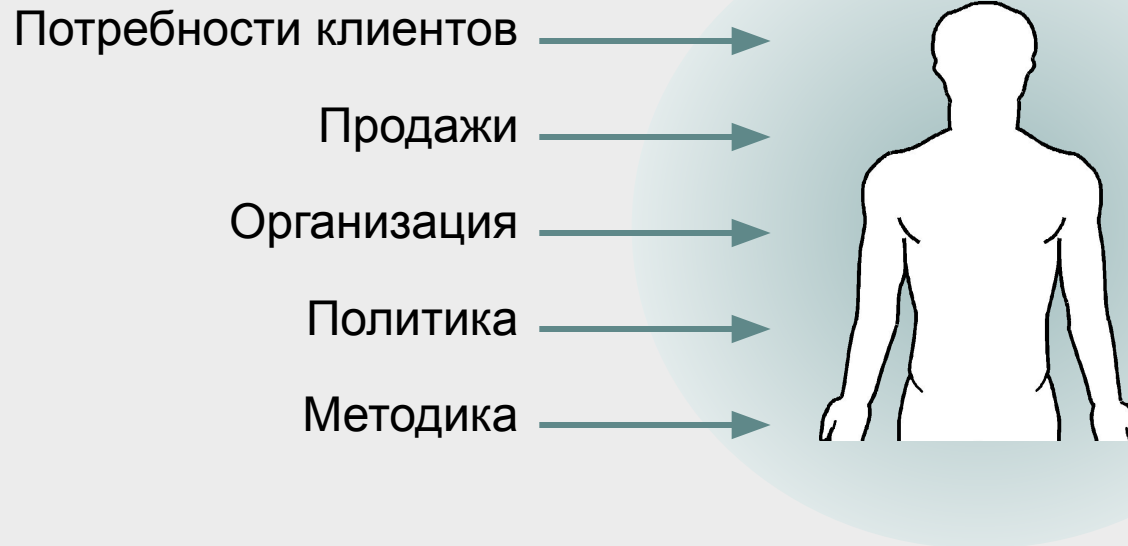 Потребности клиентов
Продажи
Организация
Политика
Методика